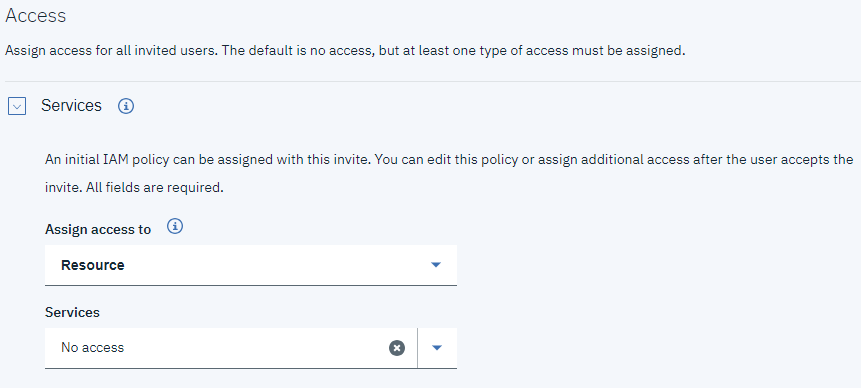 Access
Assign access for all invited users. The default is no access, but at least one type of access must be assigned.
Services
An initial IAM policy can be assigned with this invite. You can edit this policy or assign additional access after the user accepts the
invite. All fields are required.
Assign access to
Resource
Services
No access